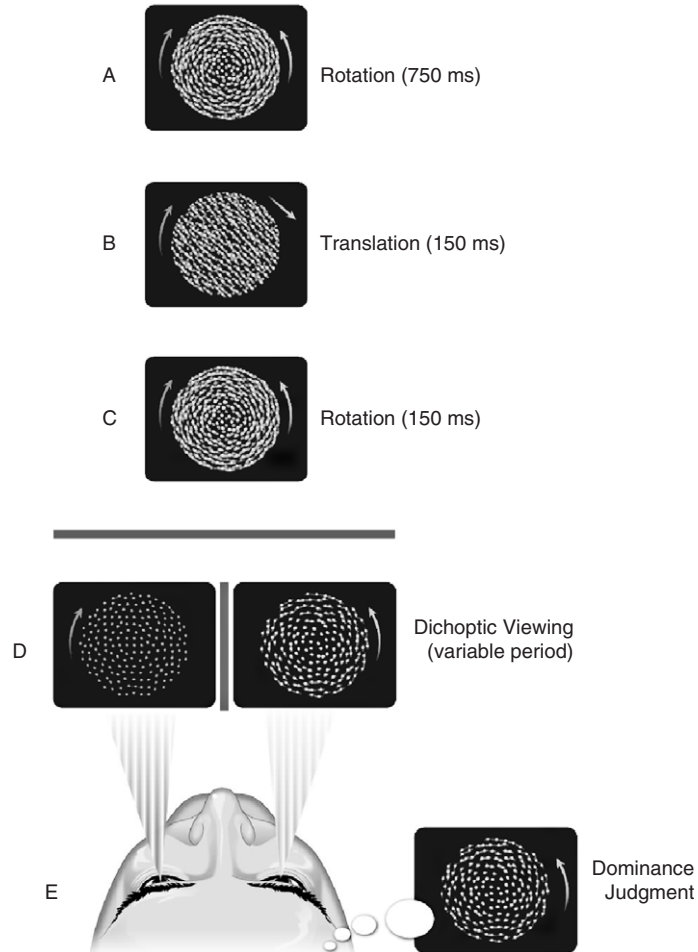 A
Rotation (750 ms)
B
Translation (150 ms)
C
Rotation (150 ms)
D
Dichoptic Viewing
(variable period)
E
Dominance
Judgment